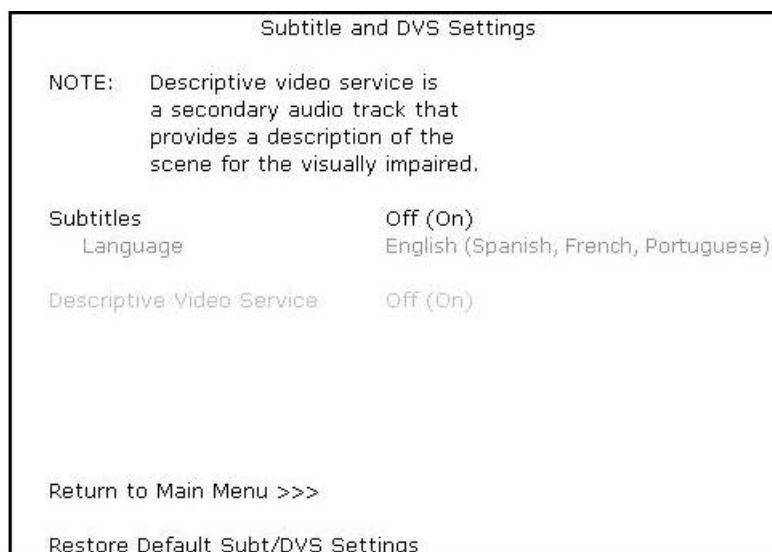 Subtitle and DVS Settings
NOTE: Descriptive video service is
a secondary audio track that
provides a description of the
scene for the visually impaired.
Subtitles Off (On)
Language English (Spanish, French, Portuguese)
Descriptive Video Service Off (On)
Return to Main Menu >>>
Restore Default Subt/DVS Settings